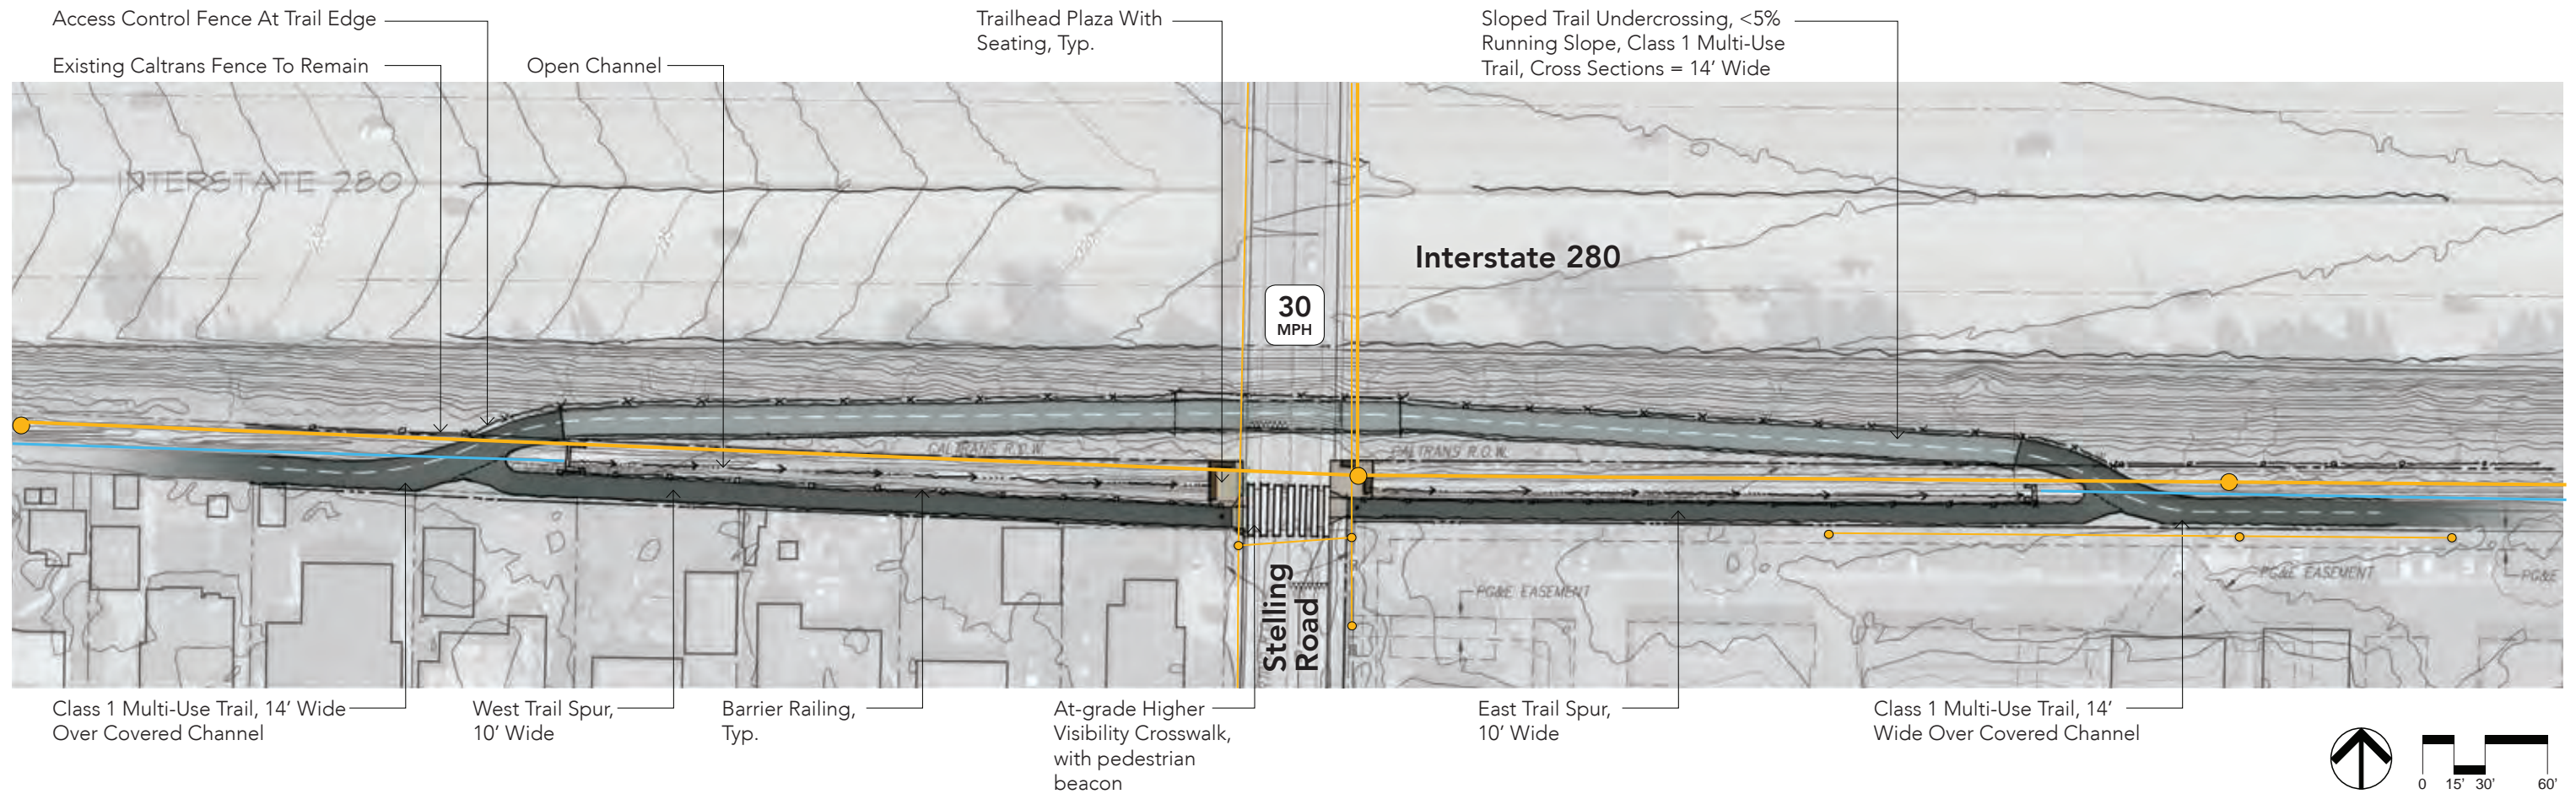 Access Control Fence At Trail Edge
Existing Caltrans Fence To Remain
Open Channel
Trailhead Plaza With
Seating, Typ.
Sloped Trail Undercrossing, <5%
Running Slope, Class 1 Multi-Use
Trail, Cross Sections = 14' Wide
INTERSTATE 280
Interstate 280
30
MPH
CALTRANS R.O.W.
CALTRANS R.O.W.
Stelling
Road
PG&E EASEMENT
PG&E EASEMENT
PG&E
Class 1 Multi-Use Trail, 14' Wide
Over Covered Channel
West Trail Spur,
10' Wide
Barrier Railing,
Typ.
At-grade Higher
Visibility Crosswalk,
with pedestrian
beacon
East Trail Spur,
10' Wide
Class 1 Multi-Use Trail, 14'
Wide Over Covered Channel
0 15' 30' 60'